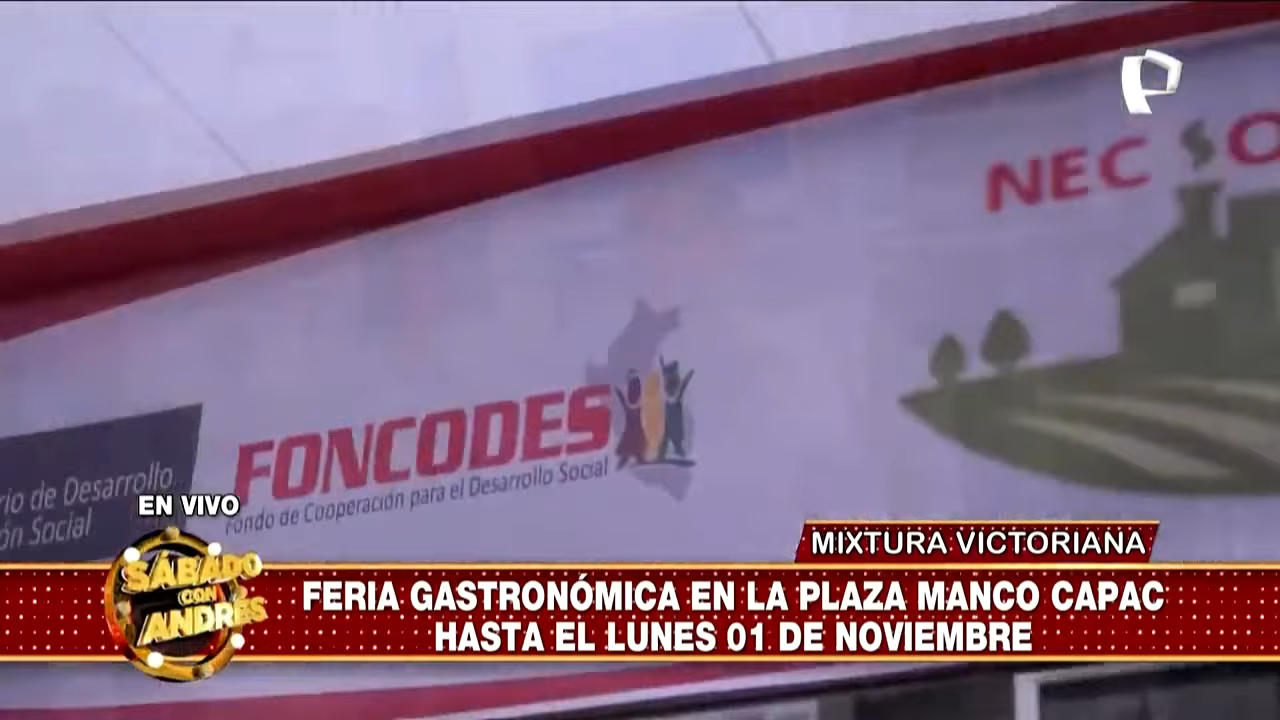 NEC SO
FONCODES
Fondo de Cooperación para el Desarrollo Social
rio de Desarrollo
ón Social
EN VIVO
SÁBADO
CON
ANDRÉS
MIXTURA VICTORIANA
FERIA GASTRONÓMICA EN LA PLAZA MANCO CAPAC
HASTA EL LUNES 01 DE NOVIEMBRE